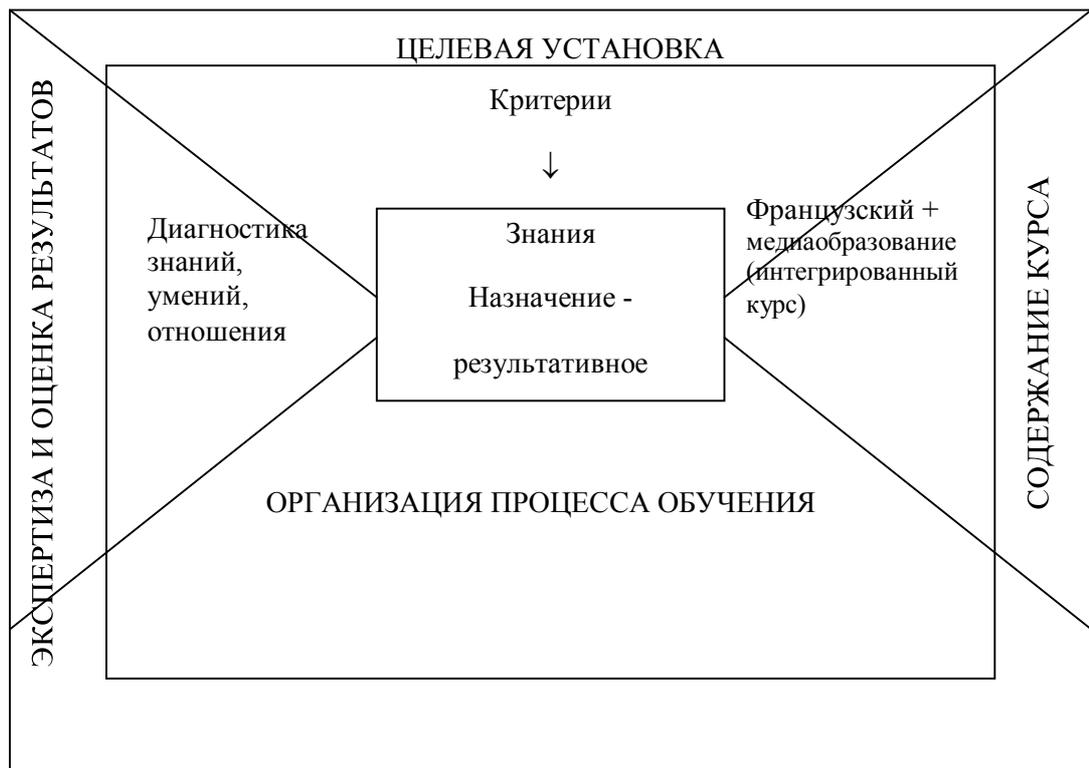 ЦЕЛЕВАЯ УСТАНОВКА
Критерии
↓
ЭКСПЕРТИЗА И ОЦЕНКА РЕЗУЛЬТАТОВ
Диагностика
знаний,
умений,
отношения
Знания
Назначение -
результативное
Французский +
медиаобразование
(интегрированный
курс)
СОДЕРЖАНИЕ КУРСА
ОРГАНИЗАЦИЯ ПРОЦЕССА ОБУЧЕНИЯ